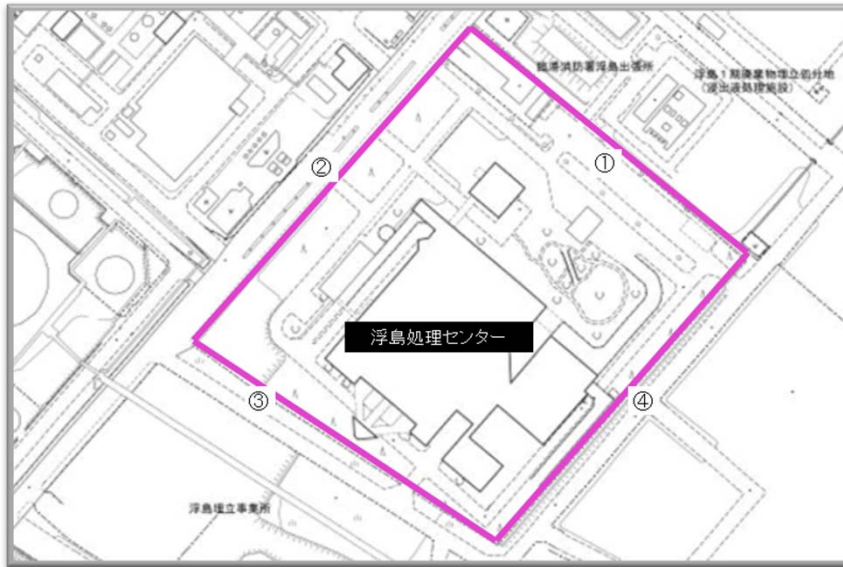 臨港消防署浮島出張所
浮島1期廃棄物埋立処分地
(浸出液処理施設)
①
②
浮島処理センター
③
④
浮島埋立事業所